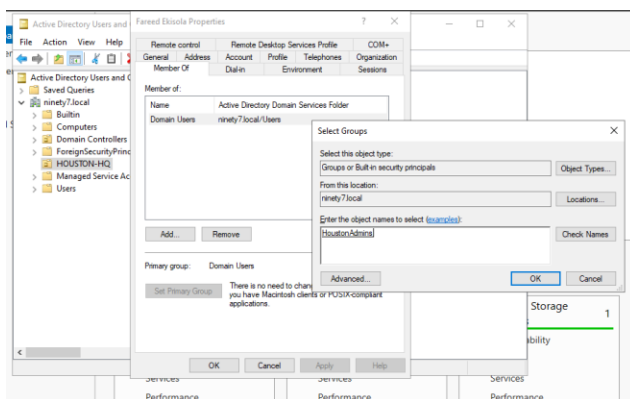 Active Directory Users and
File Action View Help
Active Directory Users and C
Saved Queries
ninety7.local
Builtin
Computers
Domain Controllers
ForeignSecurityPrinc
HOUSTON-HQ
Managed Service Ac
Users
Fareed Ekisola Properties
Remote control Remote Desktop Services Profile COM+
General Address Account Profile Telephones Organization
Member Of Dial-in Environment Sessions
Member of:
Name Active Directory Domain Services Folder
Domain Users ninety7.local/Users
Add... Remove
Primary group: Domain Users
Set Primary Group
There is no need to chang
you have Macintosh clients or POSIX-compliant
applications.
OK Cancel Apply Help
Select Groups
Select this object type:
Groups or Built-in security principals
Object Types...
From this location:
ninety7.local
Locations...
Enter the object names to select (examples):
HoustonAdmins
Check Names
Advanced...
OK Cancel
Storage
1
Services Services Services
Performance Performance Performance